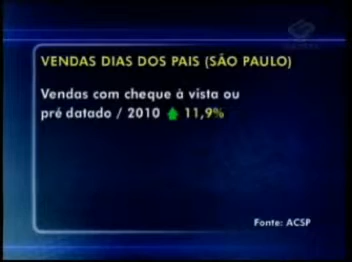 VENDAS DIAS DOS PAIS (SÃO PAULO)
Vendas com cheque à vista ou
pré datado / 2010 11,9%
Fonte: ACSP